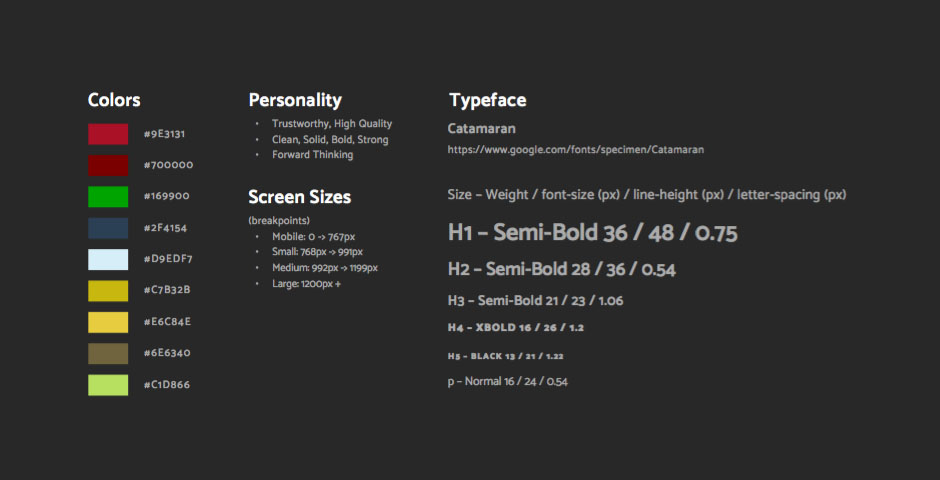 Colors
#9E3131
#700000
#169900
#2F4154
#D9EDF7
#C7B32B
#E6C84E
#6E6340
#C1D866
Personality
• Trustworthy, High Quality
• Clean, Solid, Bold, Strong
• Forward Thinking
Screen Sizes
(breakpoints)
• Mobile: 0 -> 767px
• Small: 768px -> 991px
• Medium: 992px -> 1199px
• Large: 1200px +
Typeface
Catamaran
https://www.google.com/fonts/specimen/Catamaran
Size – Weight / font-size (px) / line-height (px) / letter-spacing (px)
H1 – Semi-Bold 36 / 48 / 0.75
H2 – Semi-Bold 28 / 36 / 0.54
H3 – Semi-Bold 21 / 23 / 1.06
H4 – XBOLD 16 / 26 / 1.2
H5 – BLACK 13 / 21 / 1.22
p – Normal 16 / 24 / 0.54